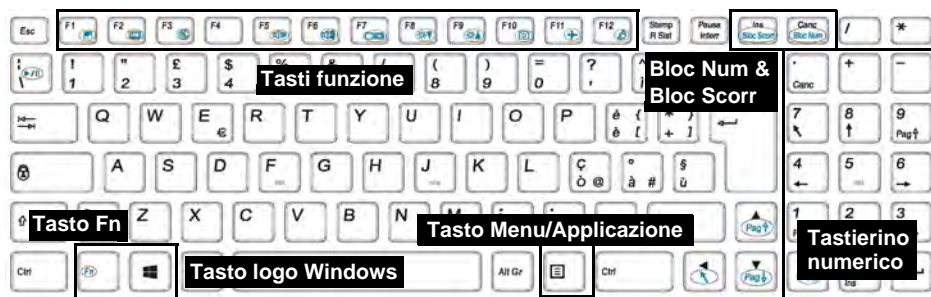 Esc F1 F2 F3 F4 F5 F6 F7 F8 F9 F10 F11 F12 Stamp R Sist Pausa Interr Ins Bloc Scorr Canc Bloc Num / *
! \ 1 " 2 £ 3 $ 4 % & / ( 8 ) 9 = 0 ? ' ^ . Canc + -
Tasti funzione
Bloc Num &
Bloc Scorr
Q W E € R T Y U I O P é { è [ * } + ] 7 8 9 Pag
A S D F G H J K L ç ò @ ° à # § ù 4 5 6
Z X C V B N M ; : Pag 1 2 3
Tasto Fn
Tasto Menu/Applicazione
Tastierino
numerico
Ctrl Fn Alt Gr Ctrl Pag Ins
Tasto logo Windows